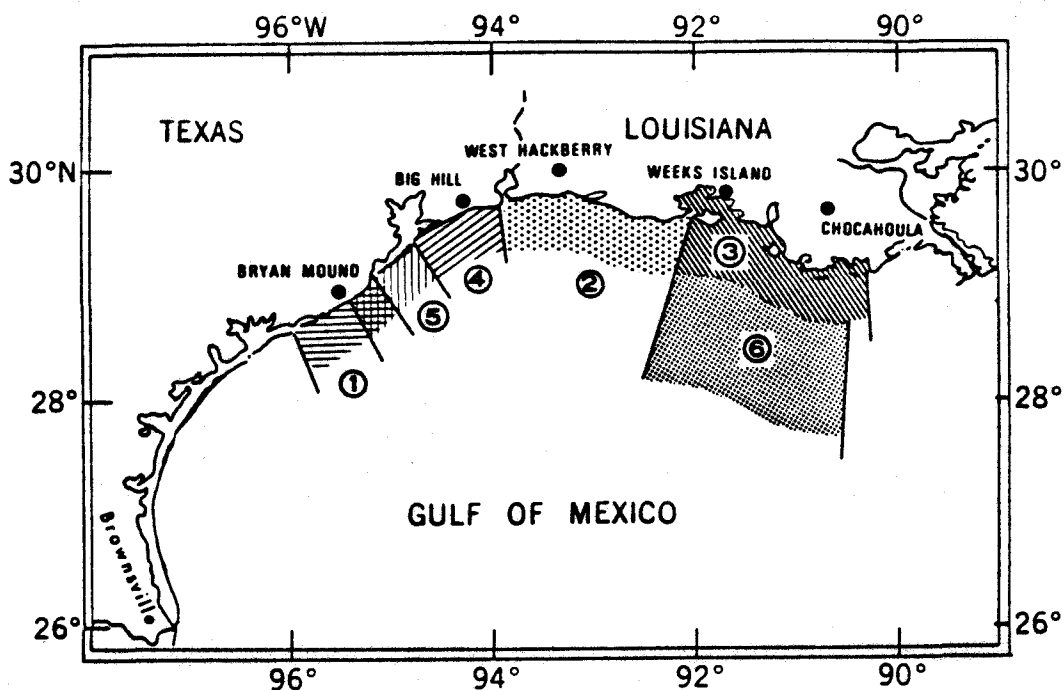 96°W 94° 92° 90°
TEXAS
LOUISIANA
WEST HACKBERRY
30°N
30°
BIG HILL
WEEKS ISLAND
CHOCAHOULA
BRYAN MOUND
③
④
②
⑤
⑥
①
28°
28°
GULF OF MEXICO
Brownsville
26°
26°
96° 94° 92° 90°